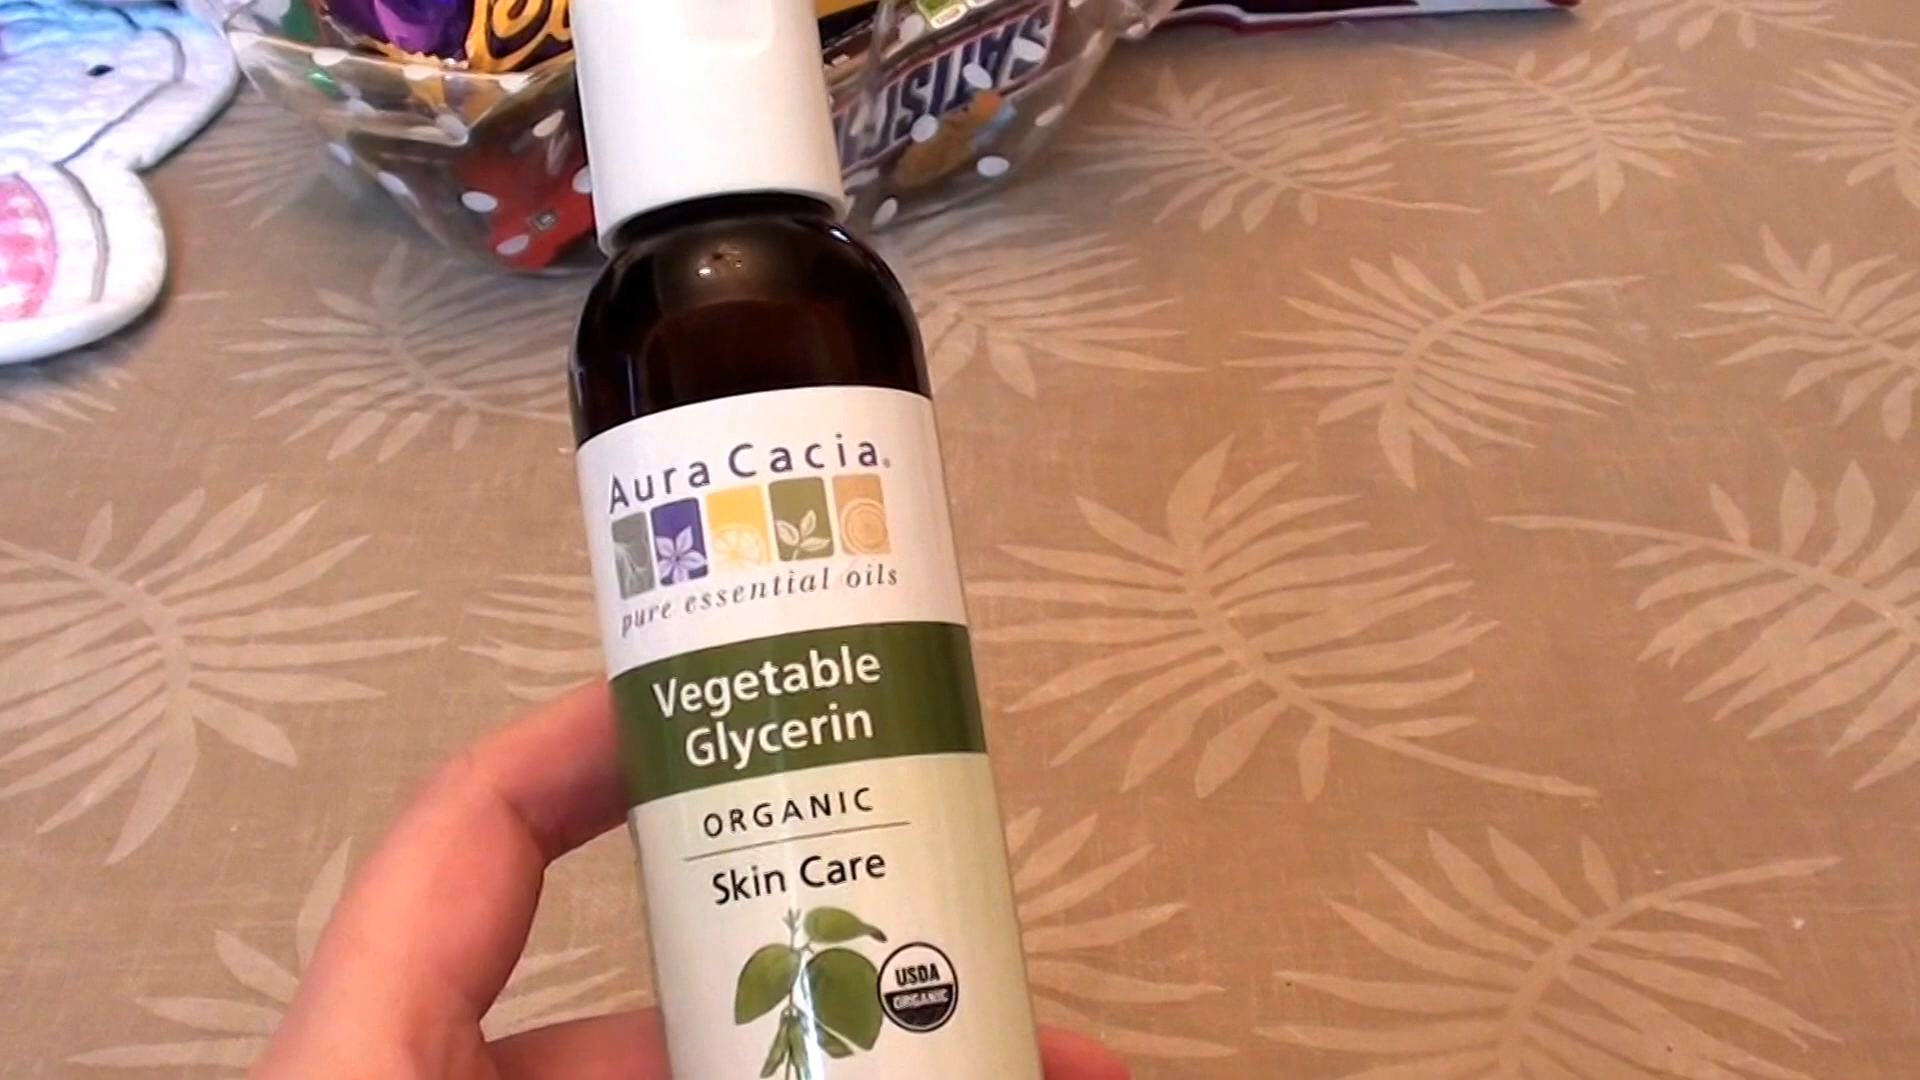 Aura Cacia®
pure essential oils
Vegetable
Glycerin
ORGANIC
Skin Care
USDA
ORGANIC